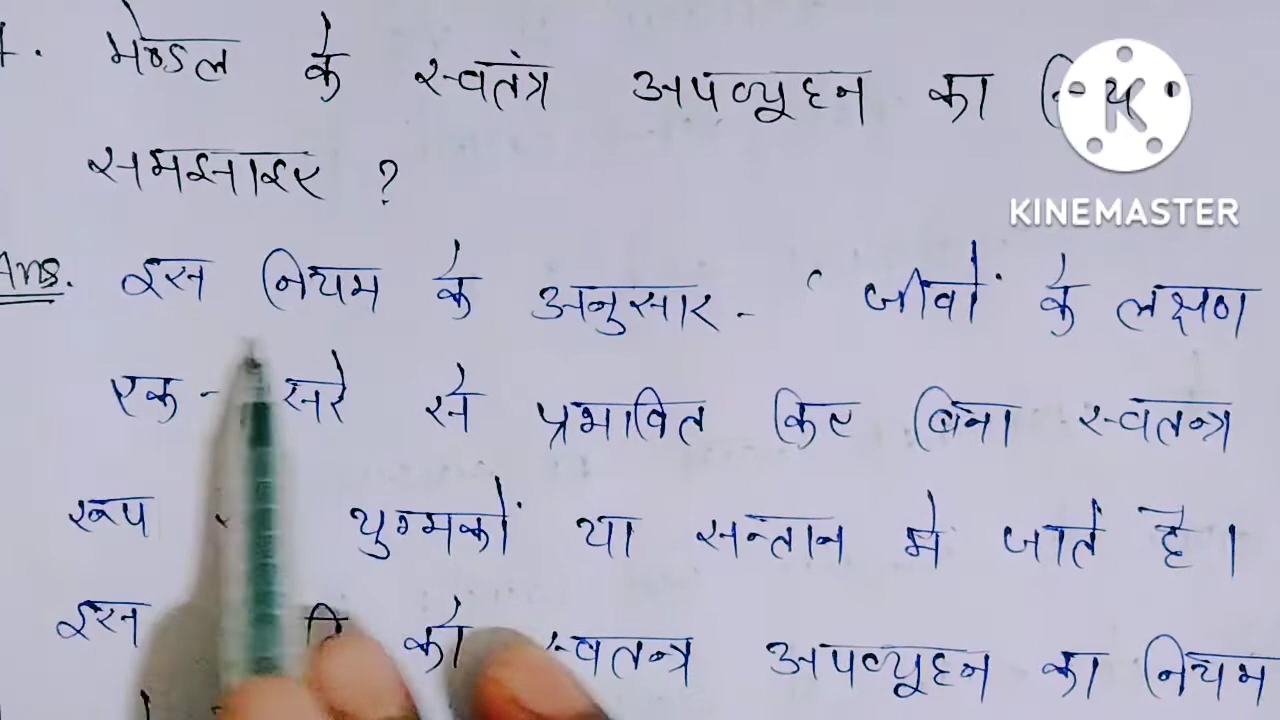 मेण्डल के स्वतंत्र अपव्यूहन का
समझाइए ?
KINEMASTER
Ans. इस नियम के अनुसार - ‘ जीवों के लक्षण
एक - सरे से प्रभावित किए बिना स्वतन्त्र
रूप युग्मकों या सन्तान मे जाते है ।
इस को स्वतन्त्र अपव्यूहन का नियम